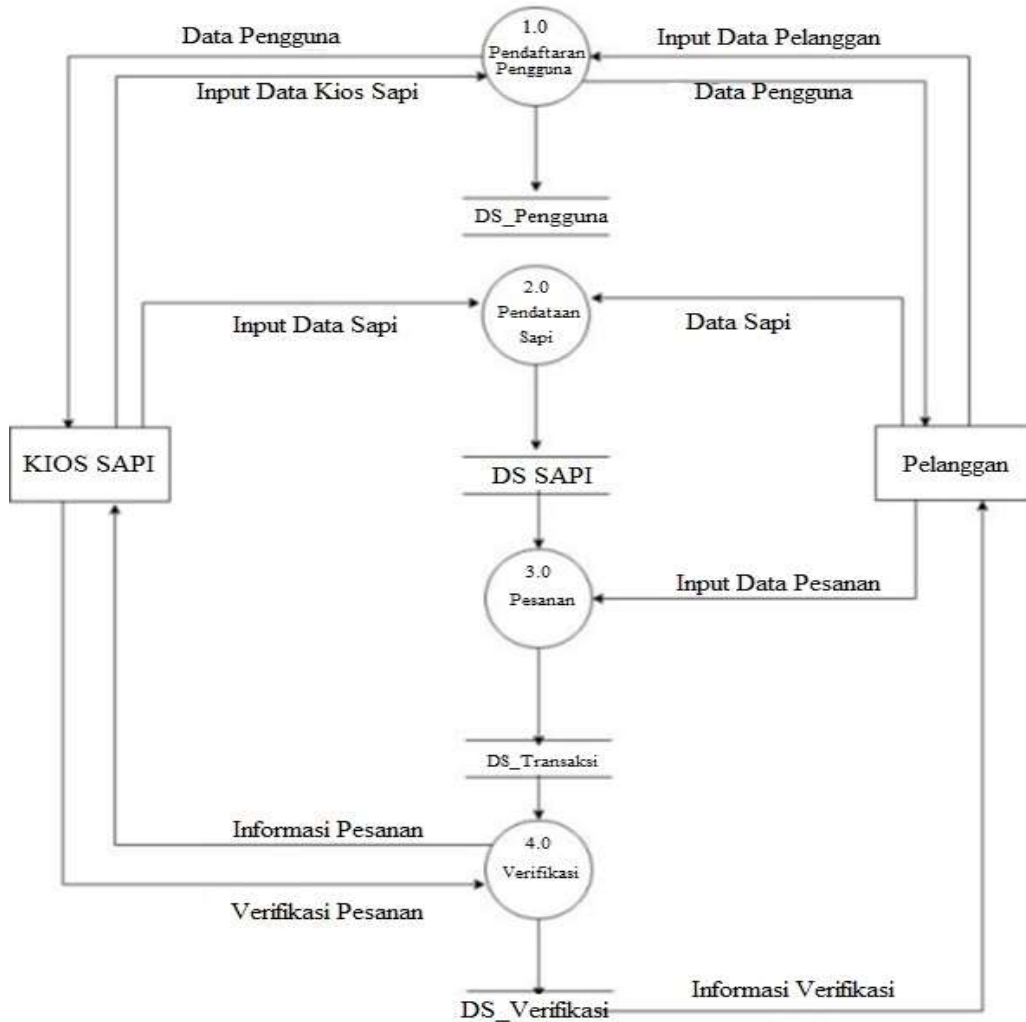 1.0
Pendaftaran
Pengguna
Data Pengguna
Input Data Pelanggan
Input Data Kios Sapi
Data Pengguna
DS_Pengguna
2.0
Pendataan
Sapi
Input Data Sapi
Data Sapi
KIOS SAPI
DS SAPI
Pelanggan
3.0
Pesanan
Input Data Pesanan
DS_Transaksi
Informasi Pesanan
4.0
Verifikasi
Verifikasi Pesanan
Informasi Verifikasi
DS_Verifikasi